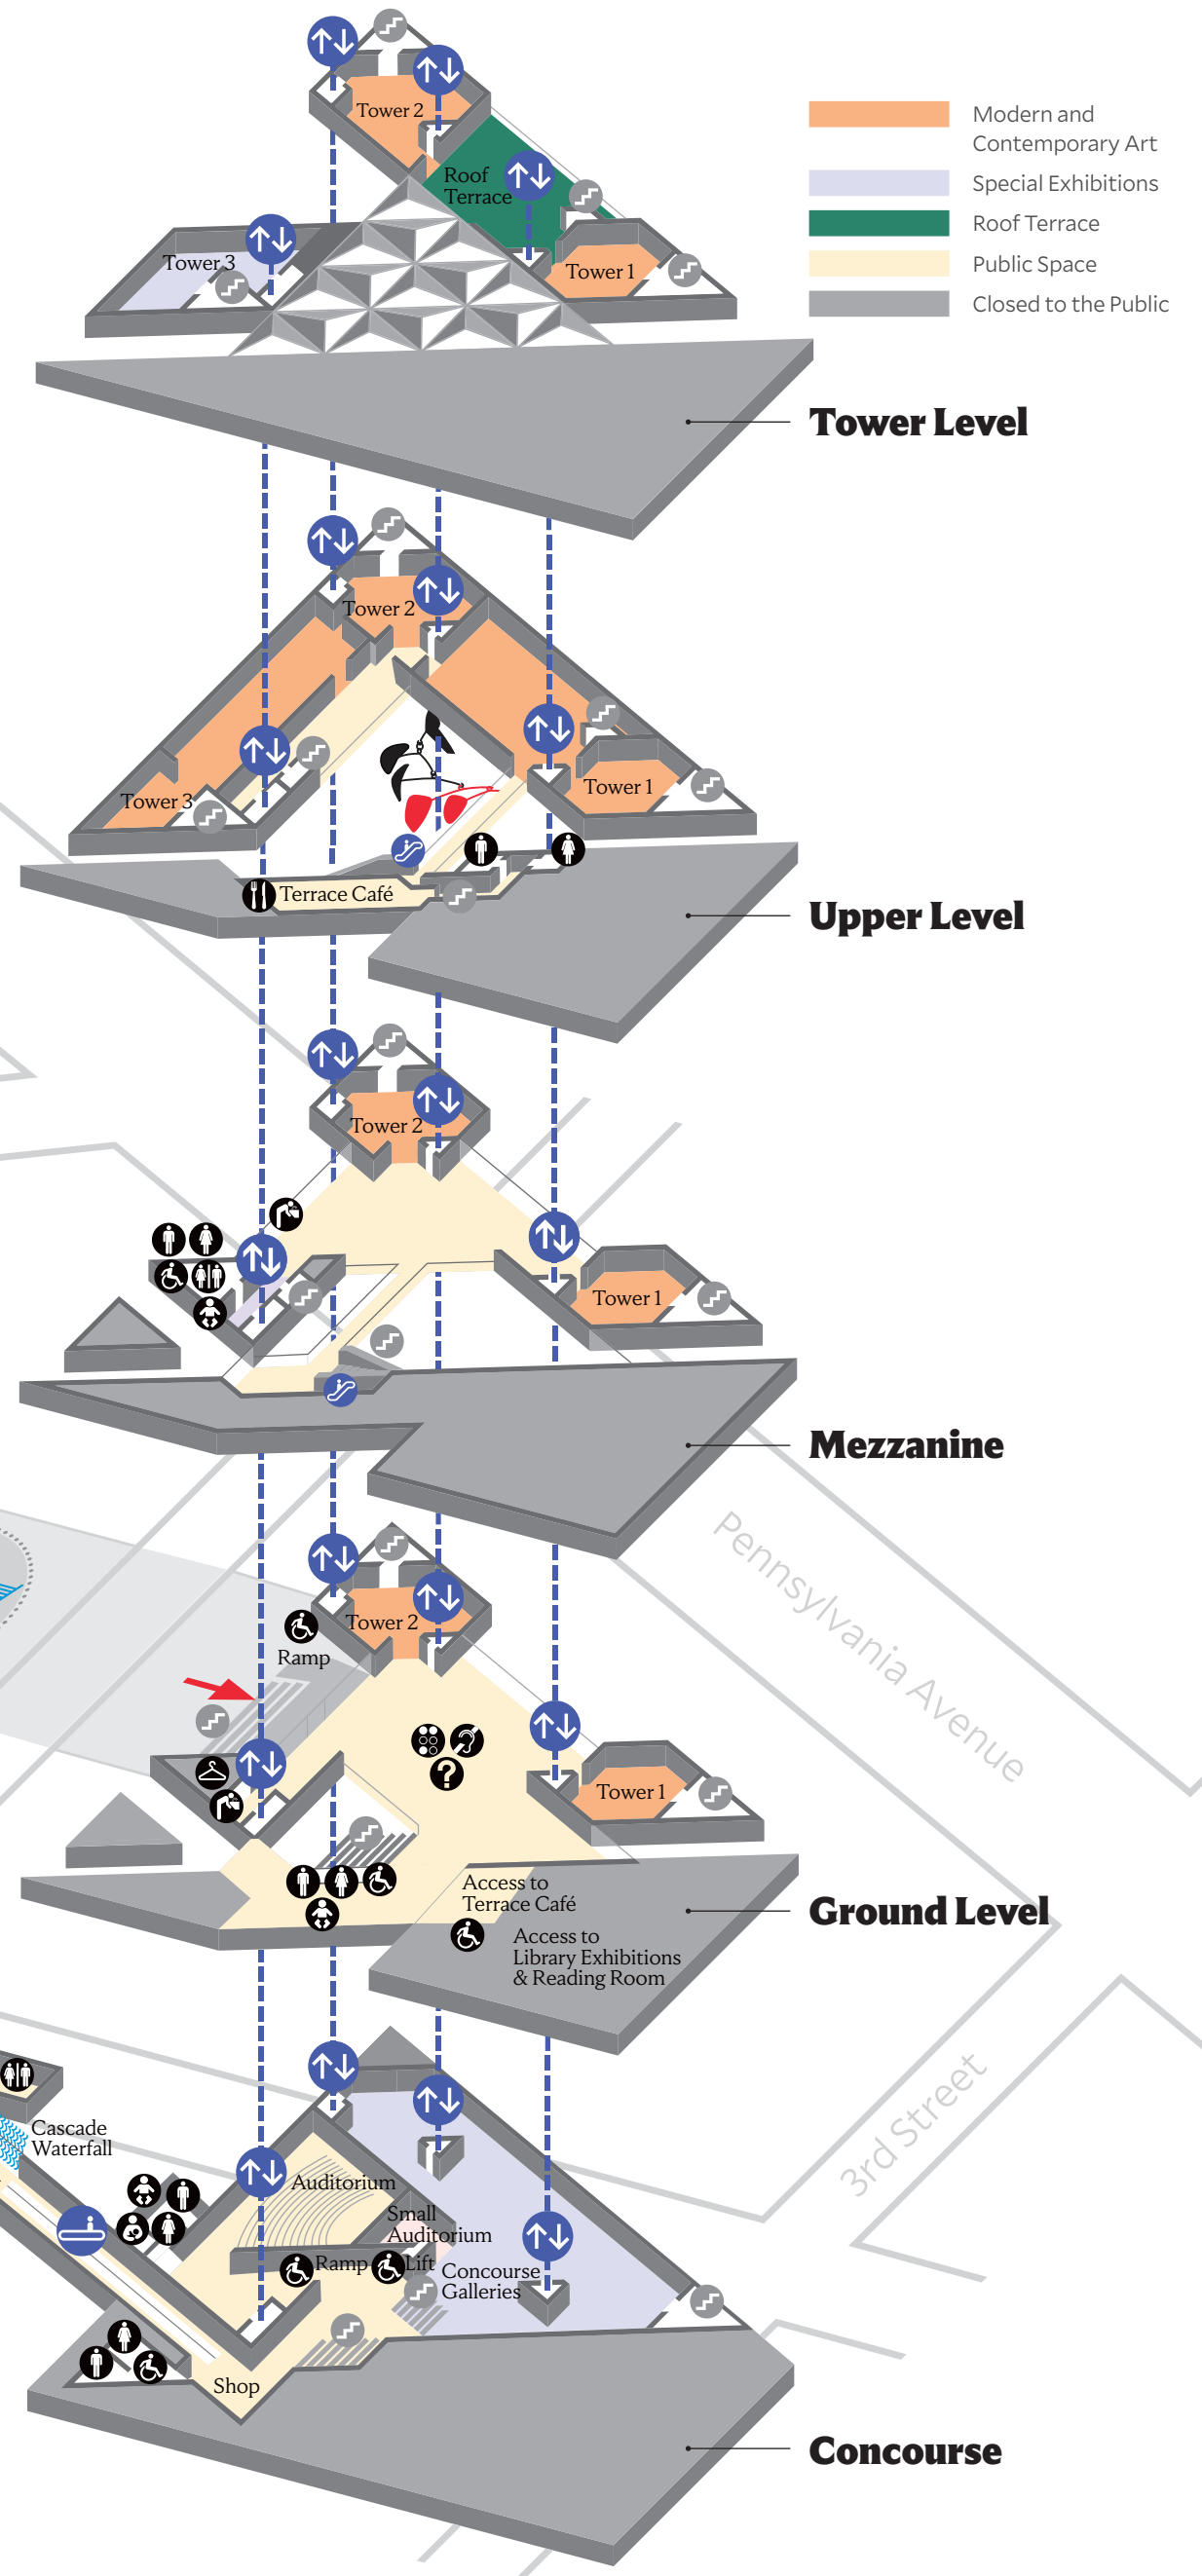 Tower 2
Roof
Terrace
Tower 3
Tower 1
Modern and
Contemporary Art
Special Exhibitions
Roof Terrace
Public Space
Closed to the Public
Tower Level
Tower 2
Tower 3
Tower 1
Terrace Café
Upper Level
Tower 2
Tower 1
Mezzanine
Pennsylvania Avenue
Tower 2
Ramp
?
Tower 1
Access to
Terrace Café
Access to
Library Exhibitions
& Reading Room
Ground Level
3rd Street
Cascade
Waterfall
Auditorium
Small
Auditorium
Ramp
Lift
Concourse
Galleries
Shop
Concourse